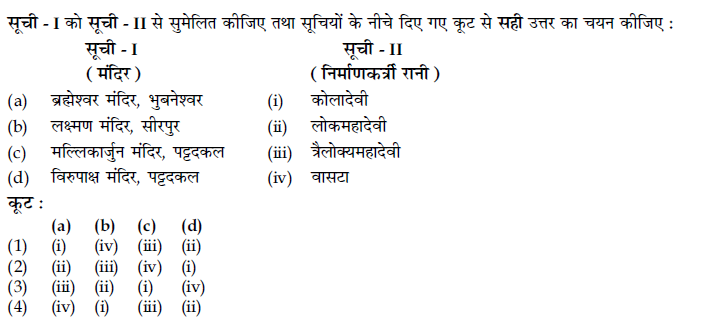 सूची - I को सूची - II से सुमेलित कीजिए तथा सूचियों के नीचे दिए गए कूट से सही उत्तर का चयन कीजिए :
सूची - I सूची - II
( मंदिर ) ( निर्माणकर्त्री रानी )
(a) ब्रह्मेश्वर मंदिर, भुबनेश्वर (i) कोलादेवी
(b) लक्ष्मण मंदिर, सीरपुर (ii) लोकमहादेवी
(c) मल्लिकार्जुन मंदिर, पट्टदकल (iii) त्रैलोक्यमहादेवी
(d) विरुपाक्ष मंदिर, पट्टदकल (iv) वासटा
कूट :
(a) (b) (c) (d)
(1) (i) (iv) (iii) (ii)
(2) (ii) (iii) (iv) (i)
(3) (iii) (ii) (i) (iv)
(4) (iv) (i) (iii) (ii)